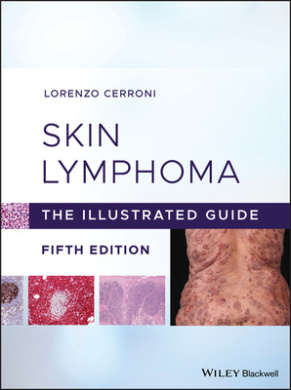 LORENZO CERRONI
SKIN
LYMPHOMA
THE ILLUSTRATED GUIDE
FIFTH EDITION
WILEY Blackwell